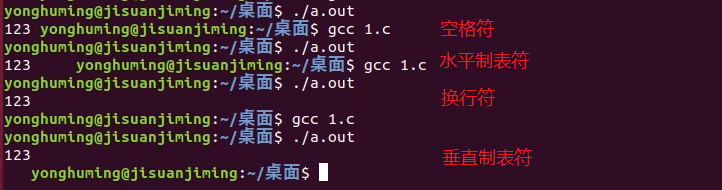 yonghuming@jisuanjiming:~/桌面$ ./a.out
123 yonghuming@jisuanjiming:~/桌面$ gcc 1.c 空格符
yonghuming@jisuanjiming:~/桌面$ ./a.out
123     yonghuming@jisuanjiming:~/桌面$ gcc 1.c 水平制表符
yonghuming@jisuanjiming:~/桌面$ ./a.out
123 换行符
yonghuming@jisuanjiming:~/桌面$ gcc 1.c
yonghuming@jisuanjiming:~/桌面$ ./a.out
123 垂直制表符
   yonghuming@jisuanjiming:~/桌面$